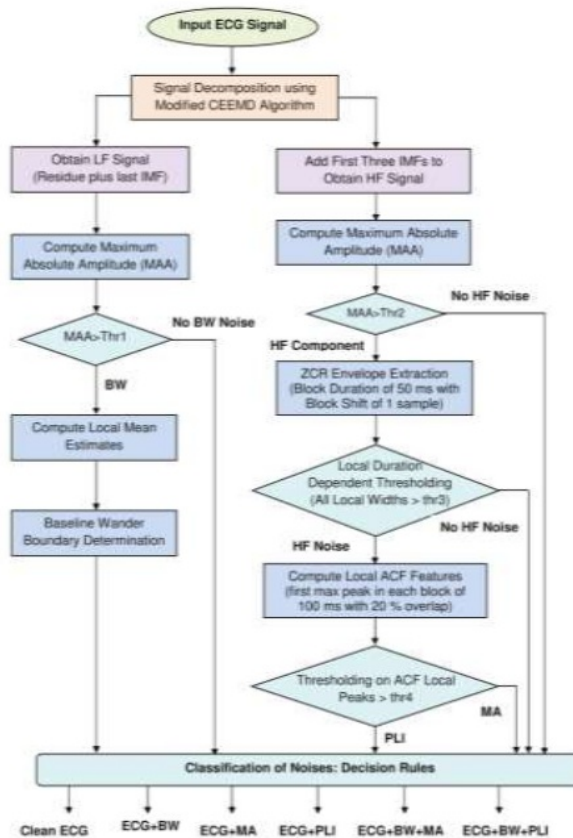 Input ECG Signal
Signal Decomposition using
Modified CEEMD Algorithm
Obtain LF Signal
(Residue plus last IMF)
Add First Three IMFs to
Obtain HF Signal
Compute Maximum
Absolute Amplitude (MAA)
Compute Maximum Absolute
Amplitude (MAA)
MAA>Thr1
No BW Noise
BW
MAA>Thr2
No HF Noise
HF Component
Compute Local Mean
Estimates
ZCR Envelope Extraction
(Block Duration of 50 ms with
Block Shift of 1 sample)
Baseline Wander
Boundary Determination
Local Duration
Dependent Thresholding
(All Local Widths > thr3)
No HF Noise
HF Noise
Compute Local ACF Features
(first max peak in each block of
100 ms with 20 % overlap)
Thresholding on ACF Local
Peaks > thr4
MA
PLI
Classification of Noises: Decision Rules
Clean ECG
ECG+BW
ECG+MA
ECG+PLI
ECG+BW+MA
ECG+BW+PLI